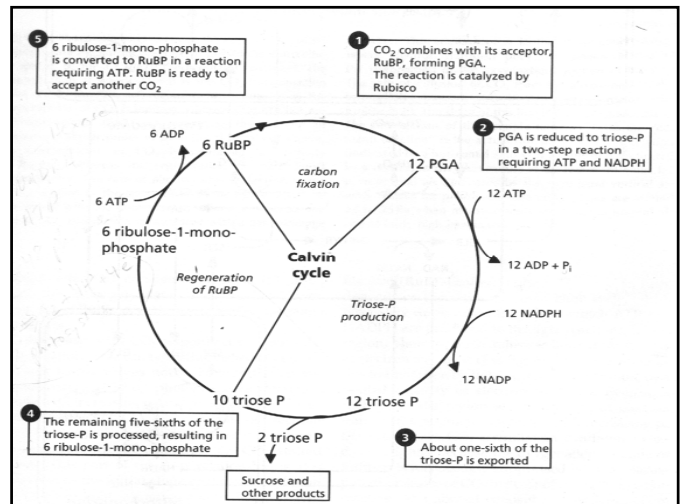 5
6 ribulose-1-mono-phosphate
is converted to RuBP in a reaction
requiring ATP. RuBP is ready to
accept another CO₂
1
CO₂ combines with its acceptor,
RuBP, forming PGA.
The reaction is catalyzed by
Rubisco
2
PGA is reduced to triose-P
in a two-step reaction
requiring ATP and NADPH
6 ADP
6 RuBP
carbon
fixation
12 PGA
6 ATP
12 ATP
6 ribulose-1-mono-
phosphate
Calvin
cycle
12 ADP + Pᵢ
Regeneration
of RuBP
Triose-P
production
12 NADPH
12 NADP
10 triose P
12 triose P
4
The remaining five-sixths of the
triose-P is processed, resulting in
6 ribulose-1-mono-phosphate
2 triose P
3
About one-sixth of the
triose-P is exported
Sucrose and
other products